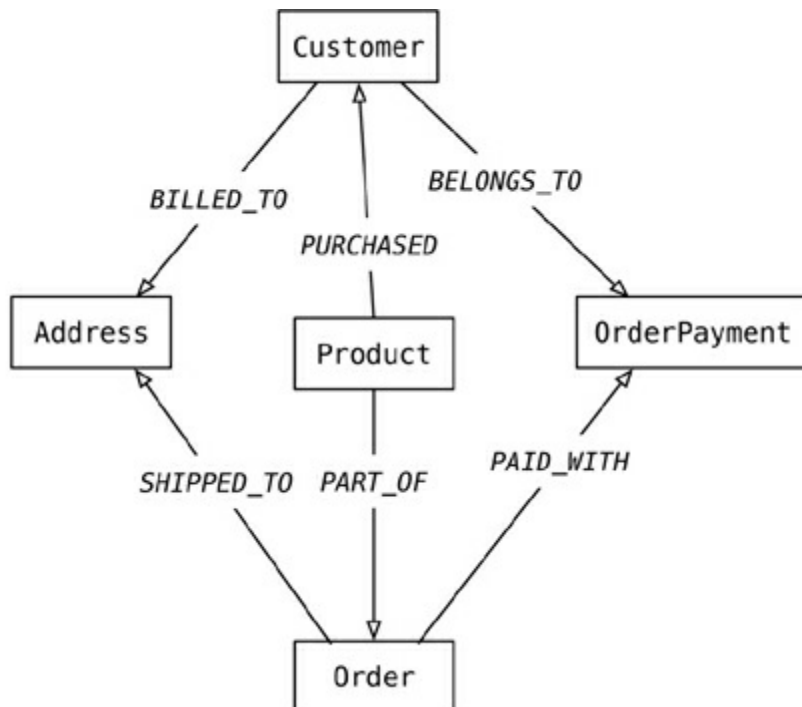 Customer
BILLED_TO
BELONGS_TO
PURCHASED
Address
Product
OrderPayment
SHIPPED_TO
PART_OF
PAID_WITH
Order